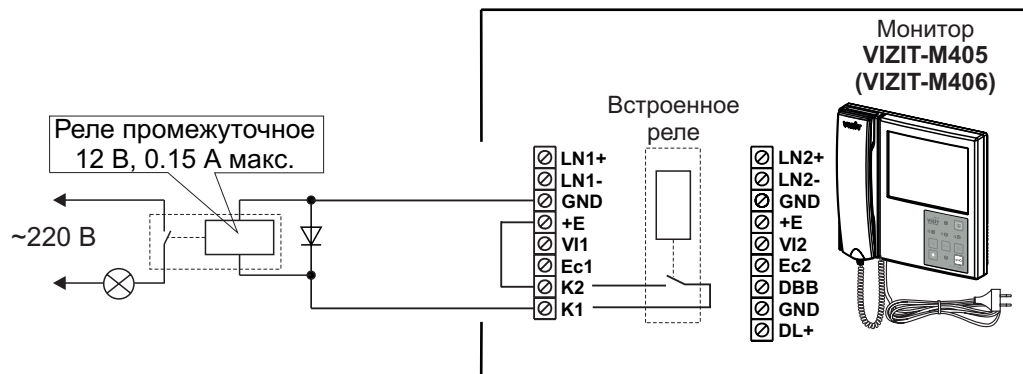 Монитор
VIZIT-M405
(VIZIT-M406)
Встроенное
реле
Реле промежуточное
12 В, 0.15 А макс.
~220 В
LN1+
LN1-
GND
+E
VI1
Ec1
K2
K1
LN2+
LN2-
GND
+E
VI2
Ec2
DBB
GND
DL+